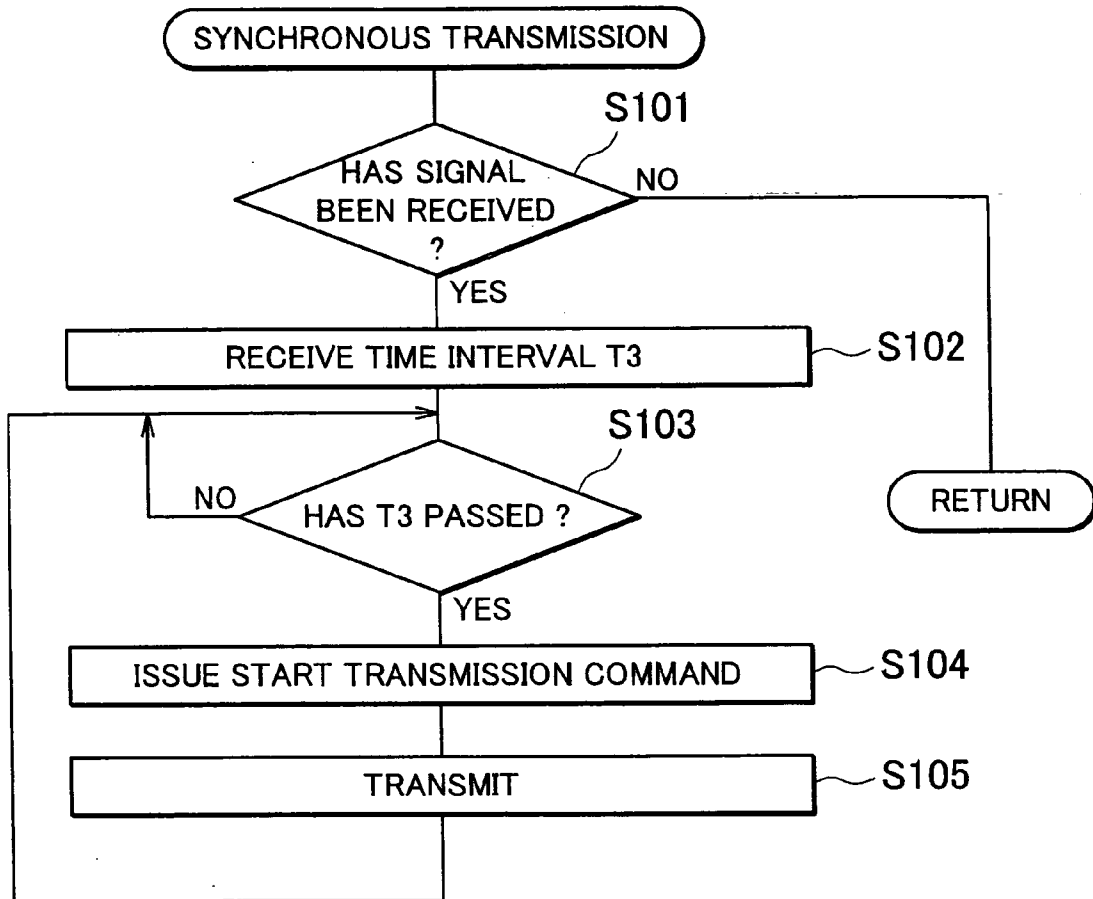 SYNCHRONOUS TRANSMISSION
S101
HAS SIGNAL
BEEN RECEIVED
?
NO
YES
RECEIVE TIME INTERVAL T3
S102
S103
NO
HAS T3 PASSED ?
RETURN
YES
ISSUE START TRANSMISSION COMMAND
S104
TRANSMIT
S105